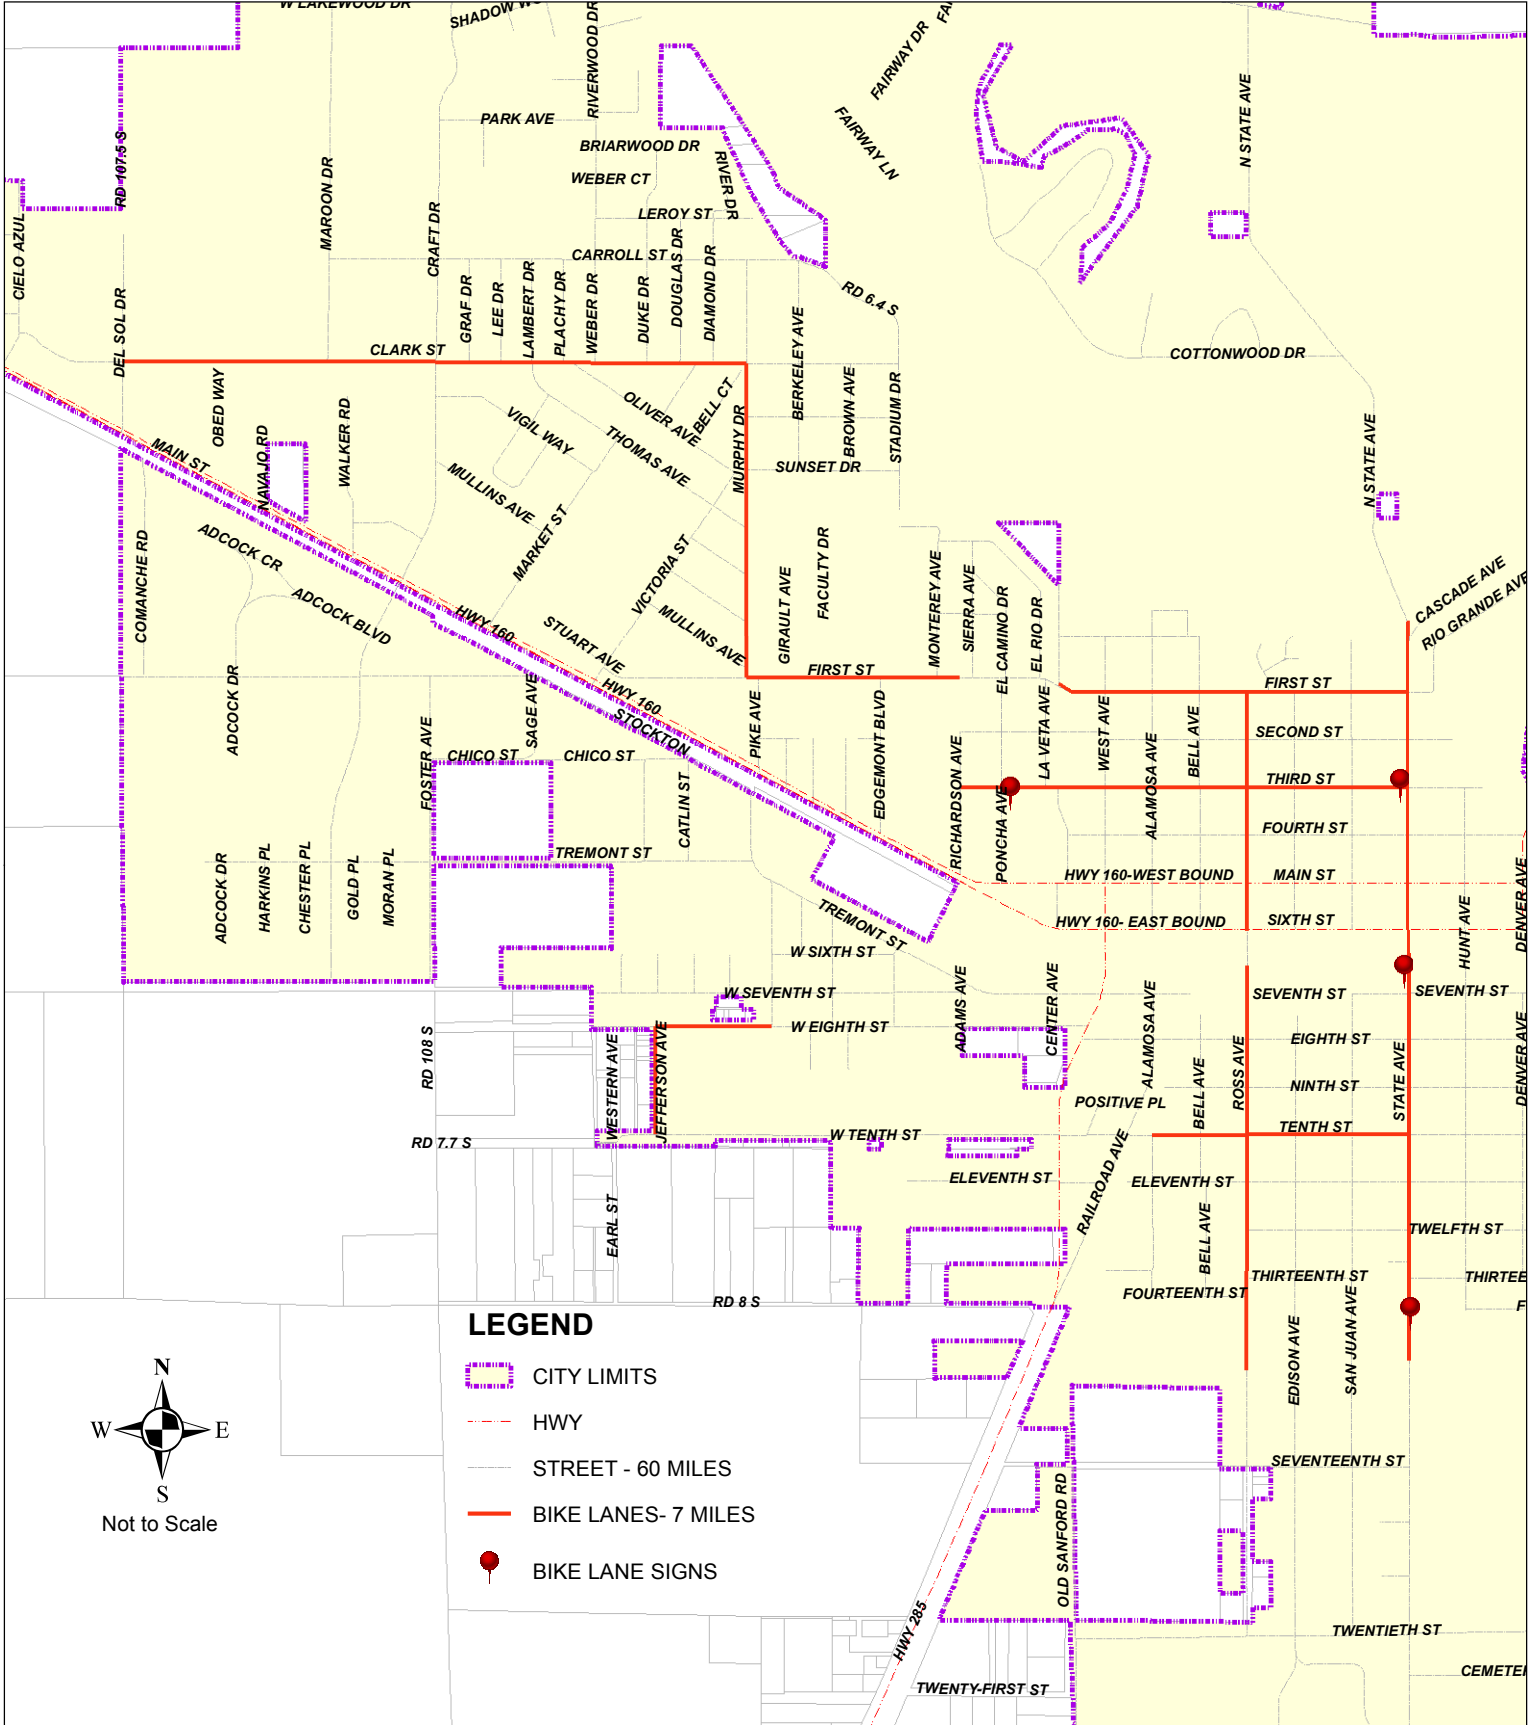 W LAKEWOOD DR
RIVERWOOD DR
FAIRWAY DR
FAIRWAY LN
N STATE AVE
PARK AVE
BRIARWOOD DR
WEBER CT
RIVER DR
LEROY ST
CARROLL ST
RD 107.5 S
CIELO AZUL
MAROON DR
CRAFT DR
GRAF DR
LEE DR
LAMBERT DR
PLACHY DR
WEBER DR
DUKE DR
DOUGLAS DR
DIAMOND DR
RD 6.4 S
DEL SOL DR
CLARK ST
BERKELEY AVE
BROWN AVE
STADIUM DR
COTTONWOOD DR
OBED WAY
NAVAJO RD
WALKER RD
MAIN ST
VIGIL WAY
OLIVER AVE
BELL CT
THOMAS AVE
MURPHY DR
SUNSET DR
N STATE AVE
MULLINS AVE
MARKET ST
VICTORIA ST
COMANCHE RD
ADCOCK CR
ADCOCK BLVD
HWY 160
STUART AVE
MULLINS AVE
GIRAULT AVE
FACULTY DR
MONTEREY AVE
SIERRA AVE
EL CAMINO DR
EL RIO DR
CASCADE AVE
RIO GRANDE AVE
FIRST ST
FIRST ST
ADCOCK DR
SAGE AVE
HWY 160
STOCKTON
PIKE AVE
EDGEMONT BLVD
LA VETA AVE
WEST AVE
BELL AVE
SECOND ST
FOSTER AVE
CHICO ST
CHICO ST
CATLIN ST
RICHARDSON AVE
PONCHA AVE
ALAMOSA AVE
THIRD ST
FOURTH ST
ADCOCK DR
HARKINS PL
CHESTER PL
GOLD PL
MORAN PL
TREMONT ST
HWY 160-WEST BOUND
MAIN ST
TREMONT ST
HWY 160- EAST BOUND
SIXTH ST
HUNT AVE
DENVER AVE
W SIXTH ST
W SEVENTH ST
SEVENTH ST
SEVENTH ST
W EIGHTH ST
ADAMS AVE
CENTER AVE
ALAMOSA AVE
EIGHTH ST
RD 108 S
WESTERN AVE
JEFFERSON AVE
BELL AVE
ROSS AVE
STATE AVE
DENVER AVE
NINTH ST
POSITIVE PL
RD 7.7 S
W TENTH ST
TENTH ST
ELEVENTH ST
RAILROAD AVE
ELEVENTH ST
EARL ST
BELL AVE
TWELFTH ST
THIRTEENTH ST
FOURTEENTH ST
RD 8 S
EDISON AVE
SAN JUAN AVE
LEGEND
CITY LIMITS
HWY
STREET - 60 MILES
BIKE LANES- 7 MILES
BIKE LANE SIGNS
N
W E
S
Not to Scale
SEVENTEENTH ST
OLD SANFORD RD
HWY 285
TWENTIETH ST
TWENTY-FIRST ST